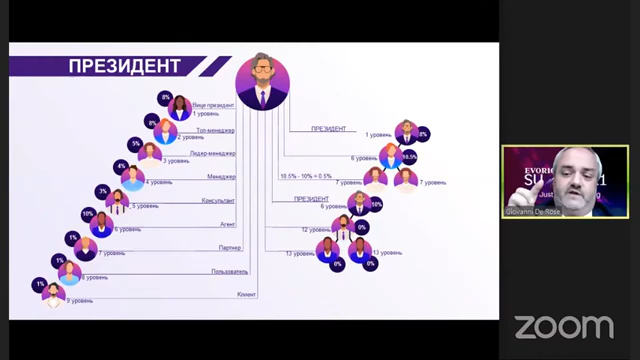 ПРЕЗИДЕНТ
8%
Вице президент
1 уровень
8%
Топ-менеджер
2 уровень
5%
Лидер-менеджер
3 уровень
4%
Менеджер
4 уровень
3%
Консультант
5 уровень
10%
Агент
6 уровень
1%
Партнер
7 уровень
1%
Пользователь
8 уровень
1%
Клиент
9 уровень
ПРЕЗИДЕНТ
1 уровень
8%
6 уровень
10.5%
10.5% - 10% = 0.5%
7 уровень
7 уровень
ПРЕЗИДЕНТ
6 уровень
10%
12 уровень
0%
13 уровень
13 уровень
0%
0%
Giovanni De Rose
zoom